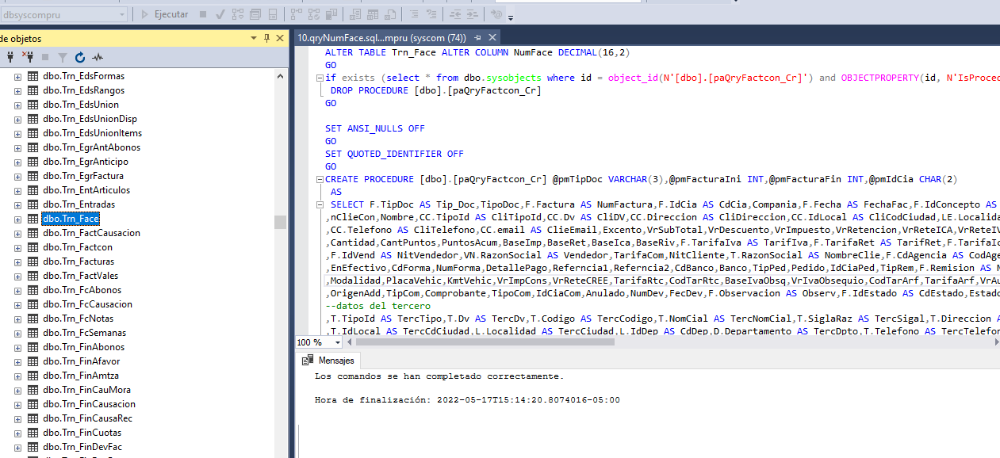 dbsyscompru
Ejecutar
de objetos
dbo.Trn_EdsFormas
dbo.Trn_EdsRangos
dbo.Trn_EdsUnion
dbo.Trn_EdsUnionDisp
dbo.Trn_EdsUnionItems
dbo.Trn_EgrAntAbonos
dbo.Trn_EgrAnticipo
dbo.Trn_EgrFactura
dbo.Trn_EntArticulos
dbo.Trn_Entradas
dbo.Trn_Face
dbo.Trn_FactCausacion
dbo.Trn_Factcon
dbo.Trn_Facturas
dbo.Trn_FactVales
dbo.Trn_FcAbonos
dbo.Trn_FcCausacion
dbo.Trn_FcNotas
dbo.Trn_FcSemanas
dbo.Trn_FinAbonos
dbo.Trn_FinAfavor
dbo.Trn_FinAmtza
dbo.Trn_FinCauMora
dbo.Trn_FinCausacion
dbo.Trn_FinCausaRec
dbo.Trn_FinCuotas
dbo.Trn_FinDevFac
10.qryNumFace.sql...mpru (syscom (74))
ALTER TABLE Trn_Face ALTER COLUMN NumFace DECIMAL(16,2)
GO
if exists (select * from dbo.sysobjects where id = object_id(N'[dbo].[paQryFactcon_Cr]') and OBJECTPROPERTY(id, N'IsProced
DROP PROCEDURE [dbo].[paQryFactcon_Cr]
GO
SET ANSI_NULLS OFF
GO
SET QUOTED_IDENTIFIER OFF
GO
CREATE PROCEDURE [dbo].[paQryFactcon_Cr] @pmTipDoc VARCHAR(3),@pmFacturaIni INT,@pmFacturaFin INT,@pmIdCia CHAR(2)
AS
SELECT F.TipDoc AS Tip_Doc,TipoDoc,F.Factura AS NumFactura,F.IdCia AS CdCia,Compania,F.Fecha AS FechaFac,F.IdConcepto AS
,nClieCon,Nombre,CC.TipoId AS CliTipoId,CC.Dv AS CliDV,CC.Direccion AS CliDireccion,CC.IdLocal AS CliCodCiudad,LE.Localida
,CC.Telefono AS CliTelefono,CC.email AS ClieEmail,Excento,VrSubTotal,VrDescuento,VrImpuesto,VrRetencion,VrReteICA,VrReteIV
,Cantidad,CantPuntos,PuntosAcum,BaseImp,BaseRet,BaseIca,BaseRiv,F.TarifaIva AS TarifIva,F.TarifaRet AS TarifRet,F.TarifaIc
,F.IdVend AS NitVendedor,VN.RazonSocial AS Vendedor,TarifaCom,NitCliente,T.RazonSocial AS NombreClie,F.CdAgencia AS CodAge
,EnEfectivo,CdForma,NumForma,DetallePago,Referncia1,Referncia2,CdBanco,Banco,TipPed,Pedido,IdCiaPed,TipRem,F.Remision AS N
,Modalidad,PlacaVehic,KmtVehic,VrImpCons,VrReteCREE,TarifaRtc,CodTarRtc,BaseIvaObsq,VrIvaObsequio,CodTarArf,TarifaArf,VrAu
,OrigenAdd,TipCom,Comprobante,TipoCom,IdCiaCom,Anulado,NumDev,FecDev,F.Observacion AS Observ,F.IdEstado AS CdEstado,Estado
--datos del tercero
,T.TipoId AS TercTipo,T.Dv AS TercDv,T.Codigo AS TercCodigo,T.NomCial AS TercNomCial,T.SiglaRaz AS TercSigal,T.Direccion A
,T.IdLocal AS TercCdCiudad,L.Localidad AS TercCiudad,L.IdDep AS CdDep,D.Departamento AS TercDpto,T.Telefono AS TercTelefon
100 %
Mensajes
Los comandos se han completado correctamente.
Hora de finalización: 2022-05-17T15:14:20.8074016-05:00